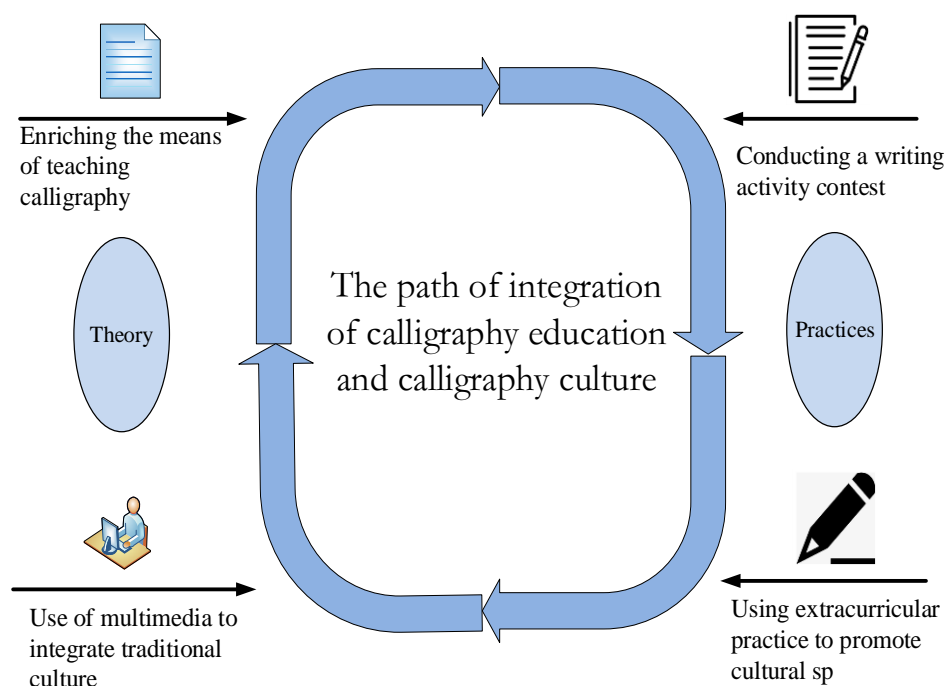 Enriching the means
of teaching
calligraphy
Conducting a writing
activity contest
The path of integration
of calligraphy education
and calligraphy culture
Theory
Practices
Use of multimedia to
integrate traditional
culture
Using extracurricular
practice to promote
cultural sp